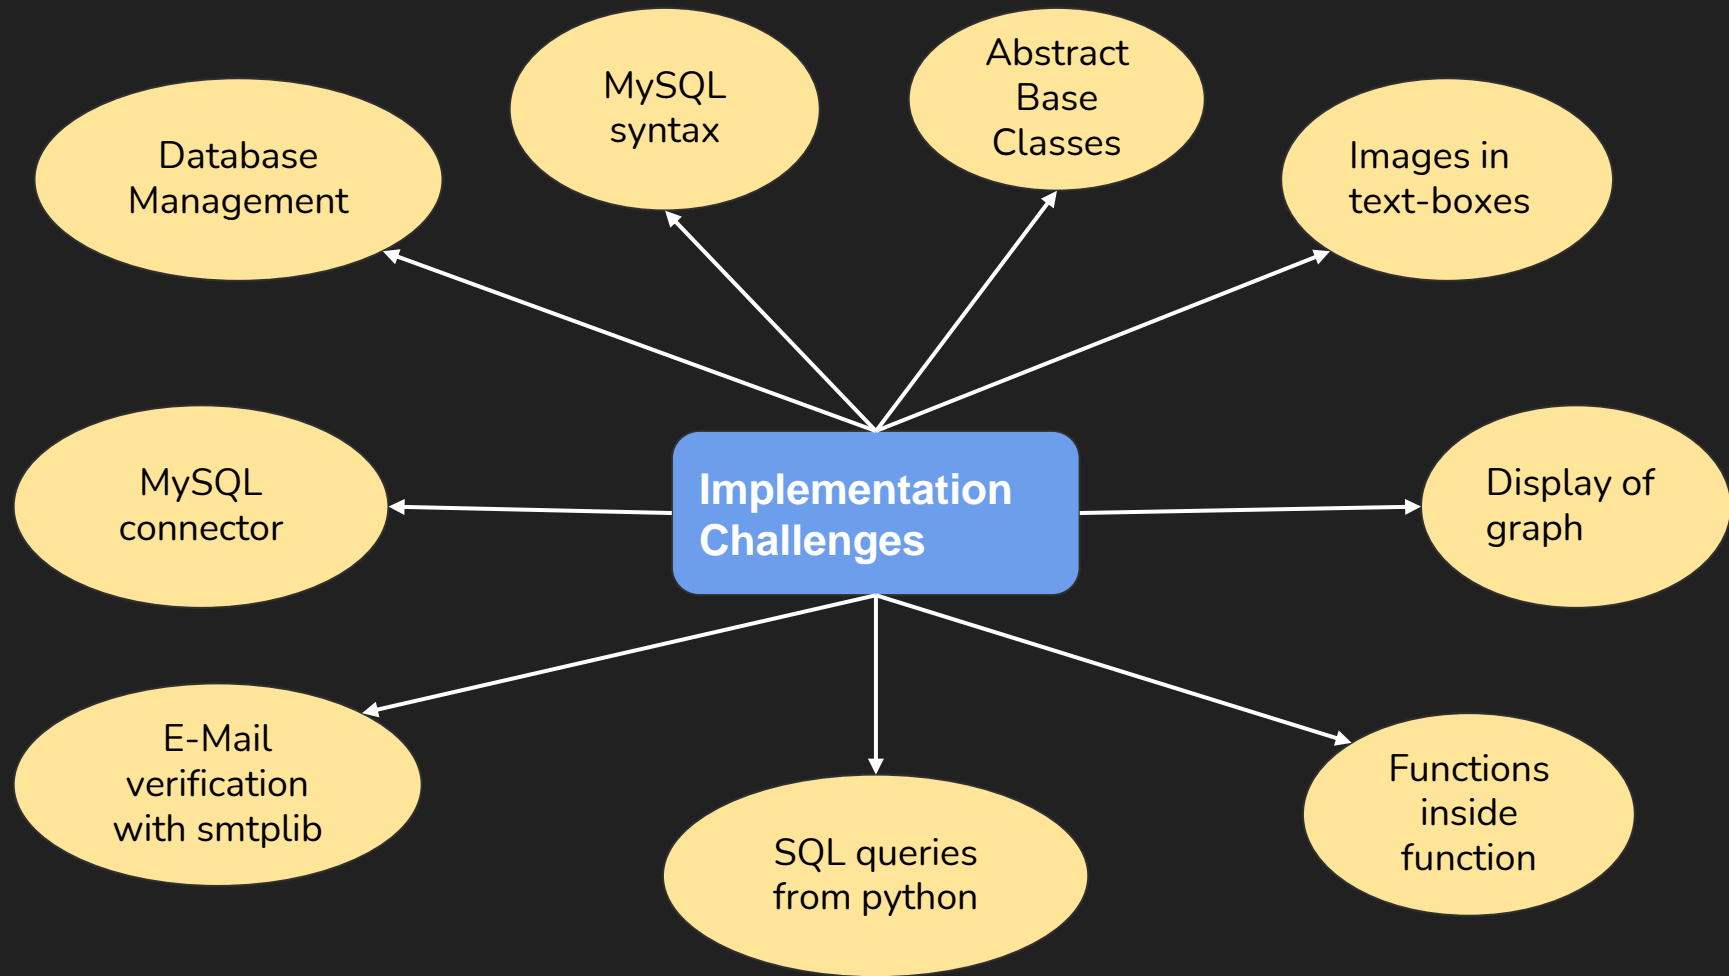 Database
Management
MySQL
syntax
Abstract
Base
Classes
Images in
text-boxes
MySQL
connector
Implementation
Challenges
Display of
graph
E-Mail
verification
with smtplib
SQL queries
from python
Functions
inside
function